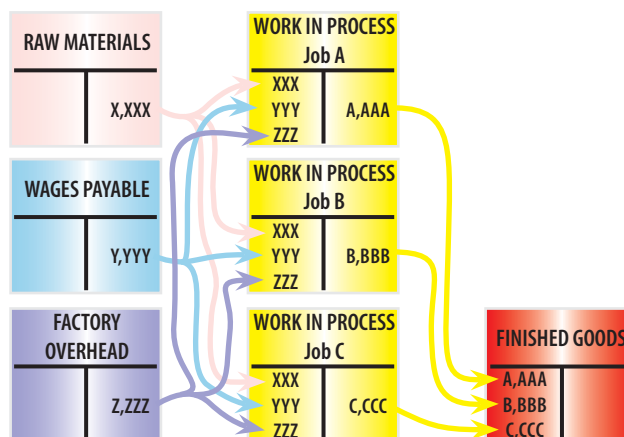 RAW MATERIALS
X,XXX
WAGES PAYABLE
Y,YYY
FACTORY
OVERHEAD
Z,ZZZ
WORK IN PROCESS
Job A
XXX
YYY
ZZZ
A,AAA
WORK IN PROCESS
Job B
XXX
YYY
ZZZ
B,BBB
WORK IN PROCESS
Job C
XXX
YYY
ZZZ
C,CCC
FINISHED GOODS
A,AAA
B,BBB
C,CCC